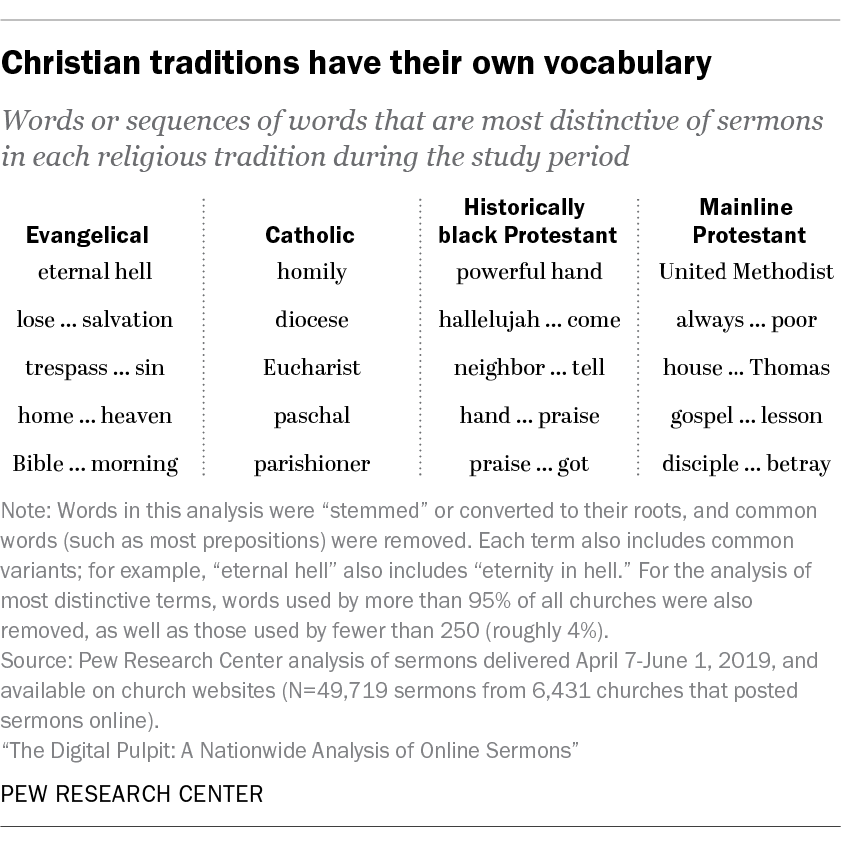 Christian traditions have their own vocabulary
Words or sequences of words that are most distinctive of sermons
in each religious tradition during the study period
Evangelical
eternal hell
lose ... salvation
trespass ... sin
home ... heaven
Bible ... morning
Catholic
homily
diocese
Eucharist
paschal
parishioner
Historically
black Protestant
powerful hand
hallelujah ... come
neighbor ... tell
hand ... praise
praise ... got
Mainline
Protestant
United Methodist
always ... poor
house ... Thomas
gospel ... lesson
disciple ... betray
Note: Words in this analysis were “stemmed” or converted to their roots, and common
words (such as most prepositions) were removed. Each term also includes common
variants; for example, “eternal hell” also includes “eternity in hell.” For the analysis of
most distinctive terms, words used by more than 95% of all churches were also
removed, as well as those used by fewer than 250 (roughly 4%).
Source: Pew Research Center analysis of sermons delivered April 7-June 1, 2019, and
available on church websites (N=49,719 sermons from 6,431 churches that posted
sermons online).
“The Digital Pulpit: A Nationwide Analysis of Online Sermons”
PEW RESEARCH CENTER